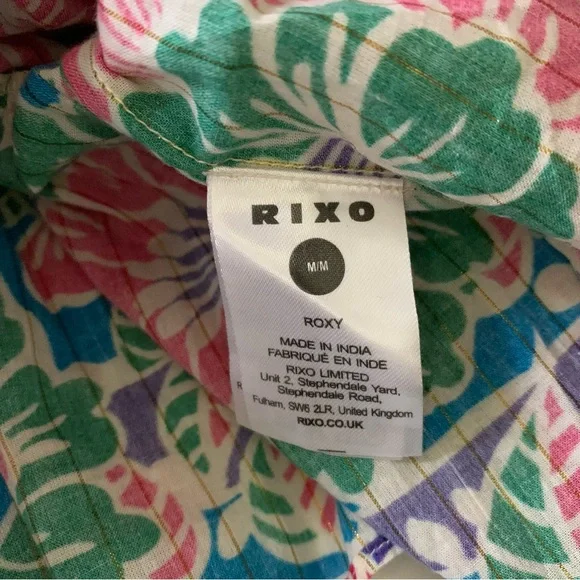 RIXO
M/M
ROXY
MADE IN INDIA
FABRIQUÉ EN INDE
RIXO LIMITED
Unit 2, Stephendale Yard,
Stephendale Road,
Fulham, SW6 2LR, United Kingdom
RIXO.CO.UK